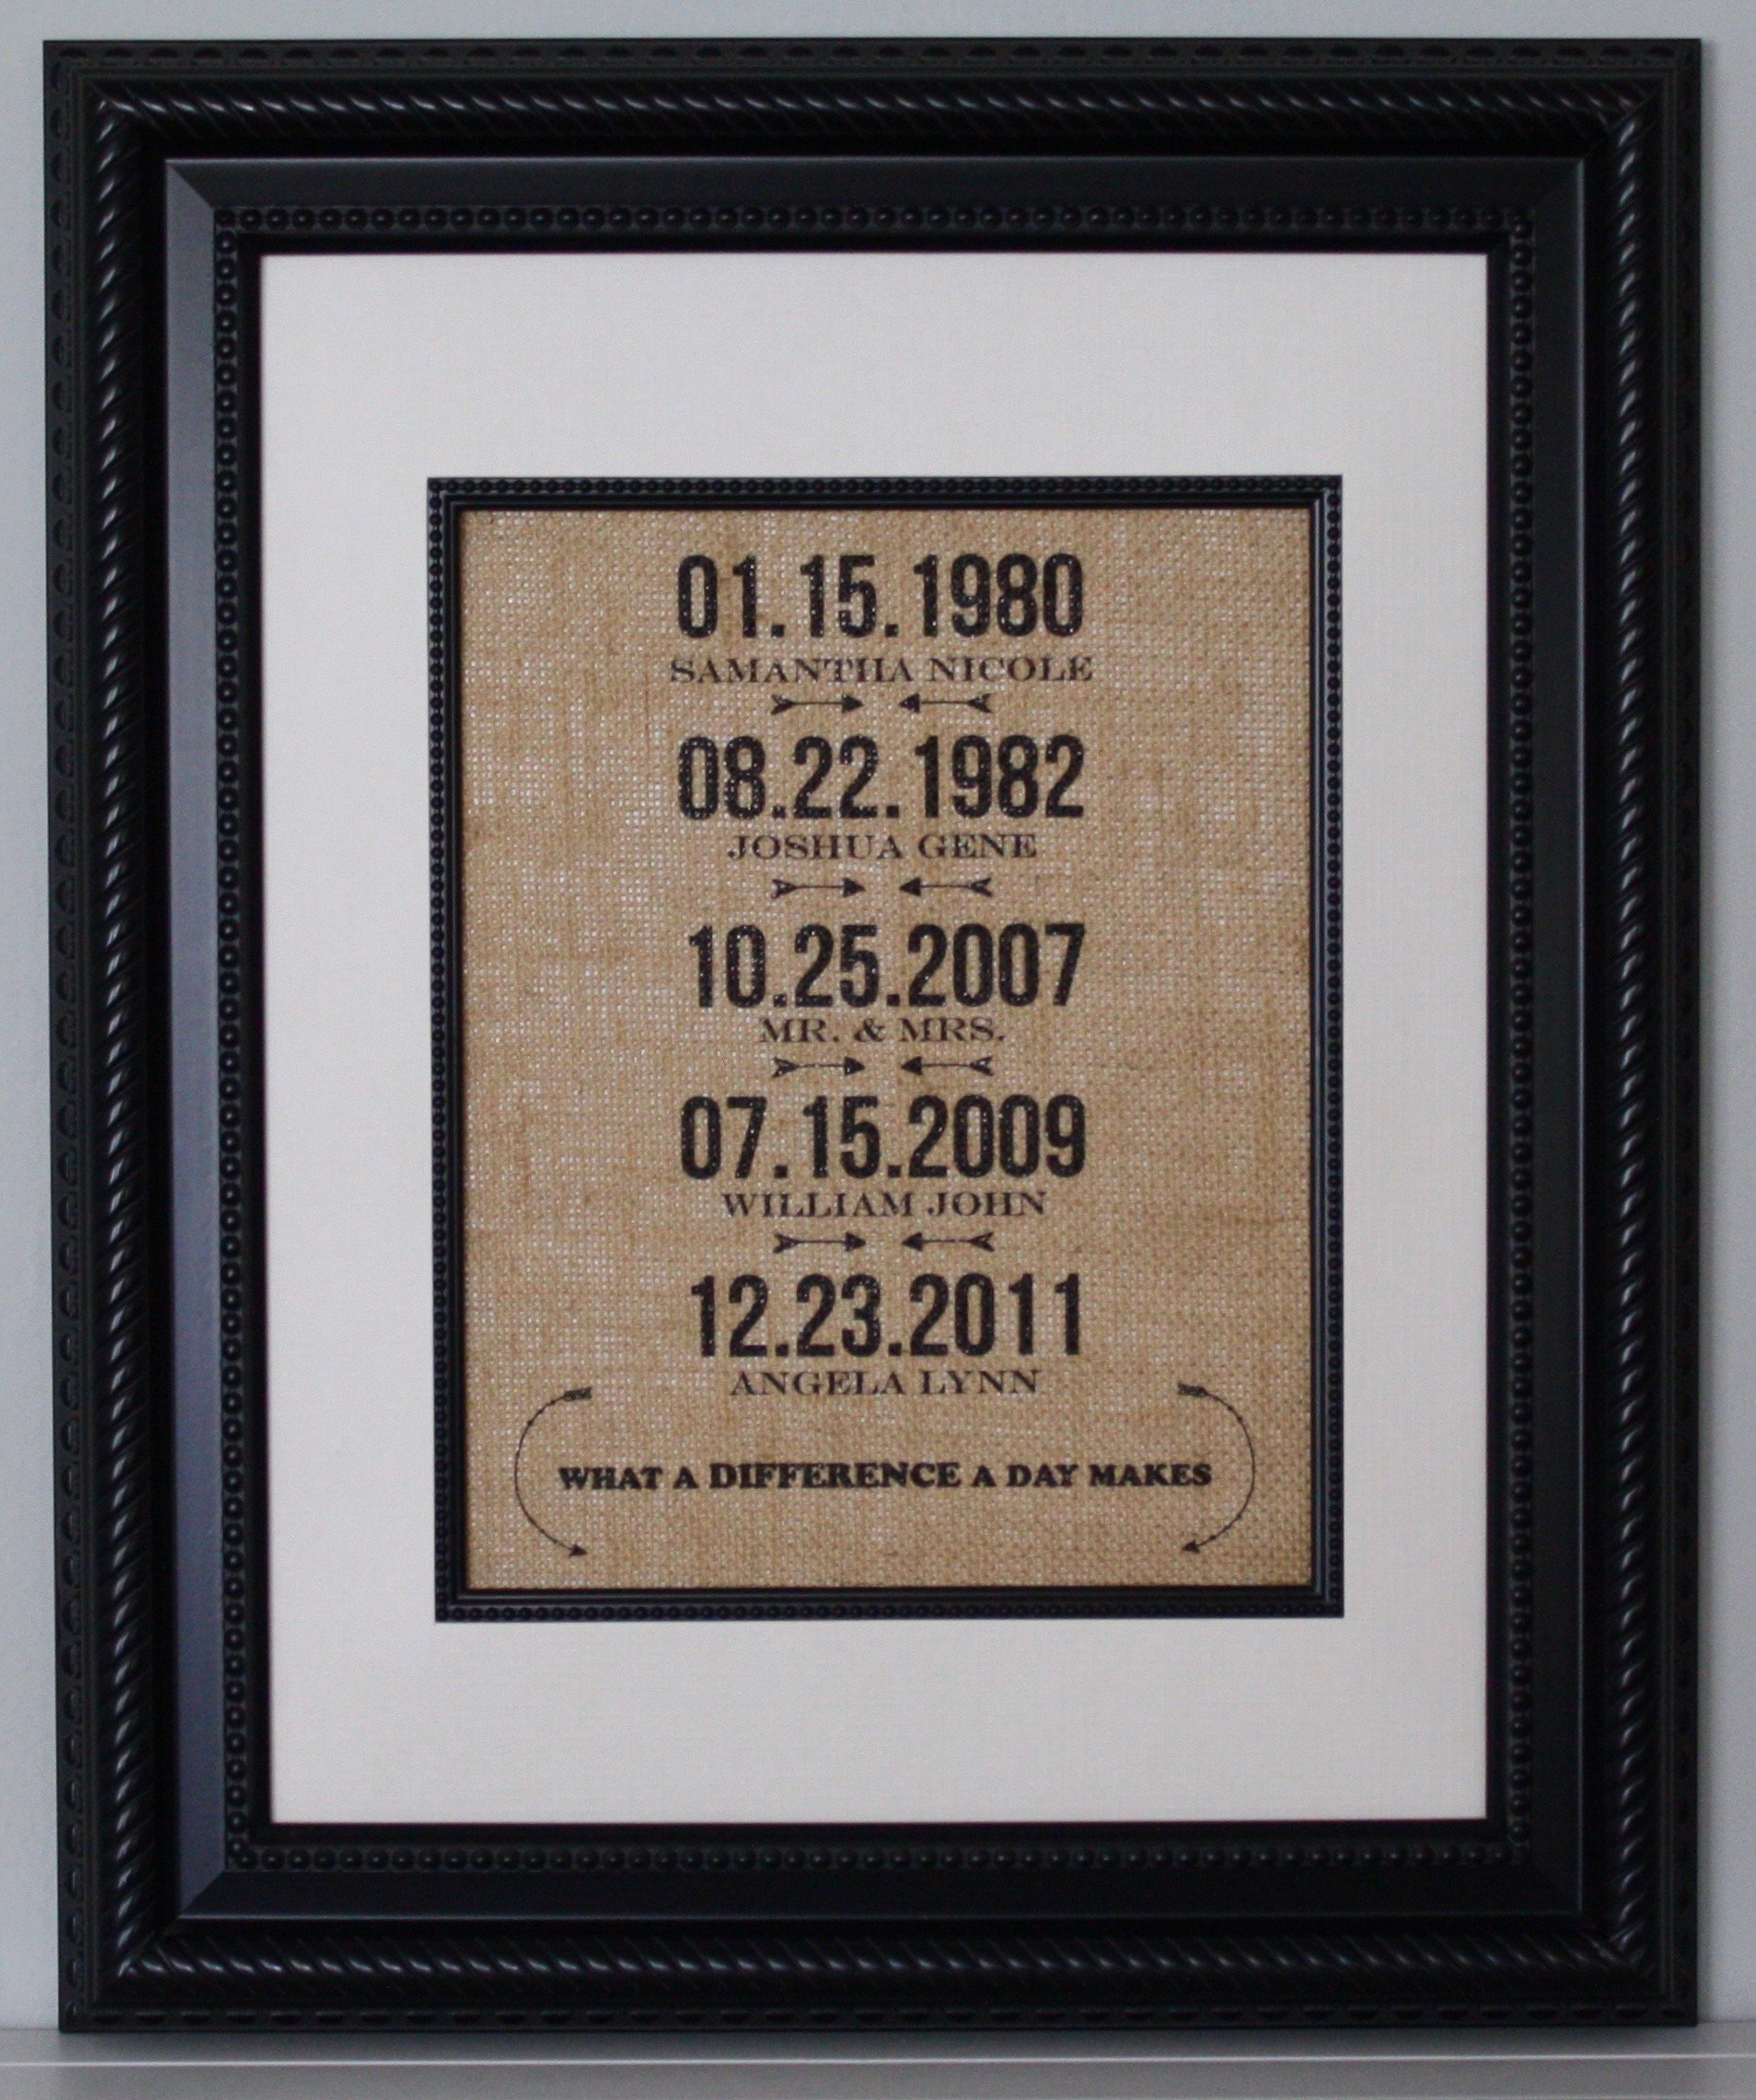 01.15.1980
SAMANTHA NICOLE
08.22.1982
JOSHUA GENE
10.25.2007
MR. & MRS.
07.15.2009
WILLIAM JOHN
12.23.2011
ANGELA LYNN
WHAT A DIFFERENCE A DAY MAKES